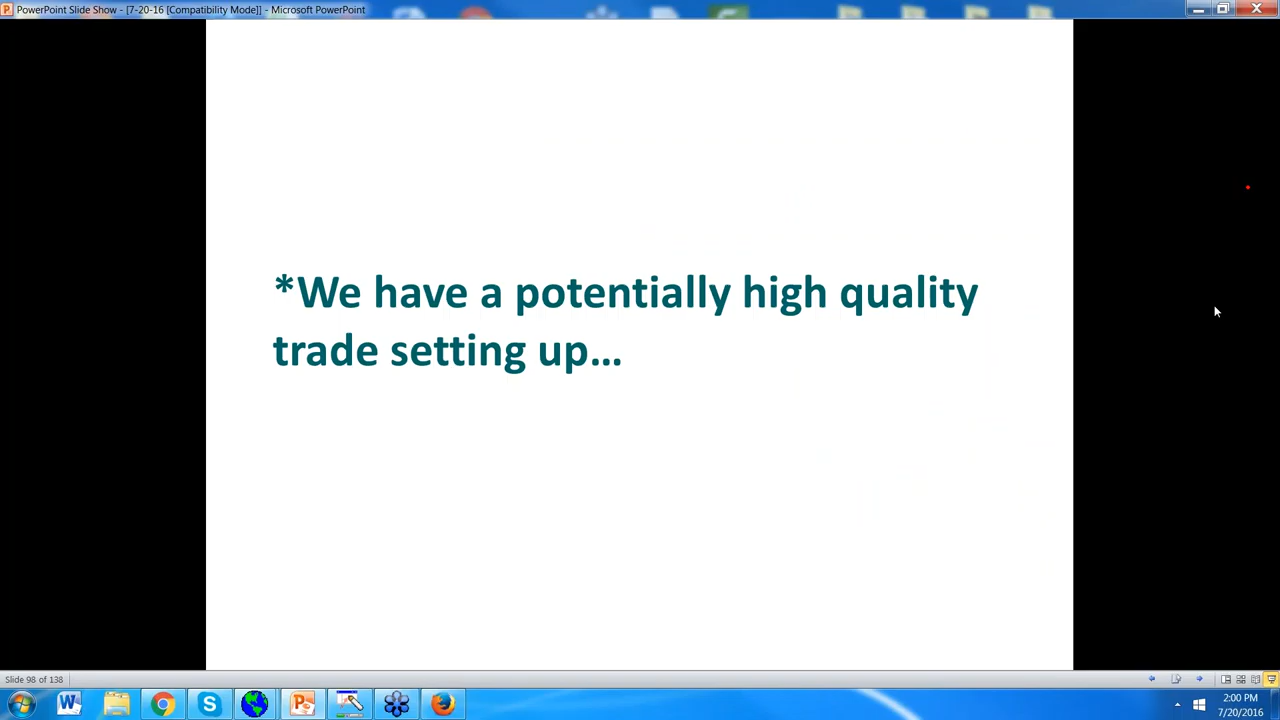 PowerPoint Slide Show - [7-20-16 [Compatibility Mode]] - Microsoft PowerPoint
*We have a potentially high quality
trade setting up…
Slide 98 of 138
2:00 PM
7/20/2016